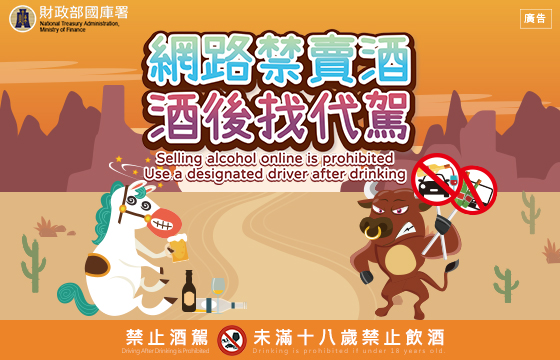 財政部國庫署
National Treasury Administration,
Ministry of Finance
廣告
網路禁賣酒
酒後找代駕
Selling alcohol online is prohibited
Use a designated driver after drinking
禁止酒駕 未滿十八歲禁止飲酒
Driving After Drinking is Prohibited Drinking is prohibited if under 18 years old.